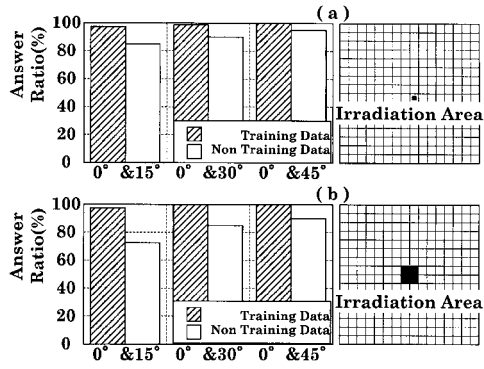 ( a )
Answer
Ratio(%)
100
80
60
40
20
0
Training Data
Non Training Data
0° &15° 0° &30° 0° &45°
Irradiation Area
( b )
Answer
Ratio(%)
100
80
60
40
20
0
Training Data
Non Training Data
0° &15° 0° &30° 0° &45°
Irradiation Area